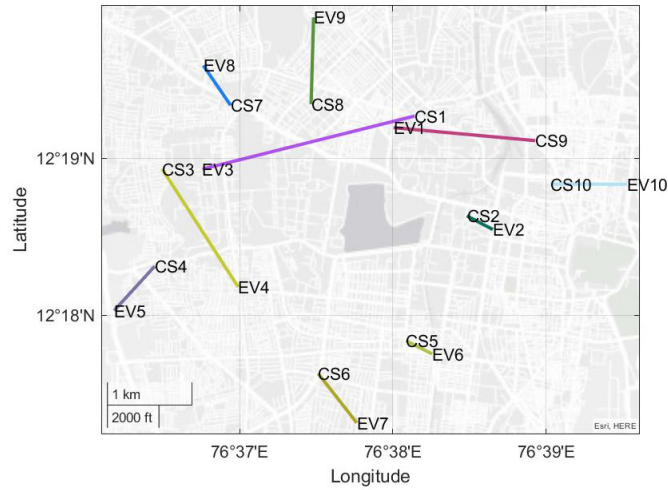 EV9
EV8
CS7
CS8
CS1
EV1
CS9
12°19'N
CS3
EV3
CS10
EV10
CS2
EV2
Latitude
CS4
EV4
EV5
12°18'N
CS5
EV6
CS6
1 km
2000 ft
EV7
Esri, HERE
76°37'E
76°38'E
76°39'E
Longitude